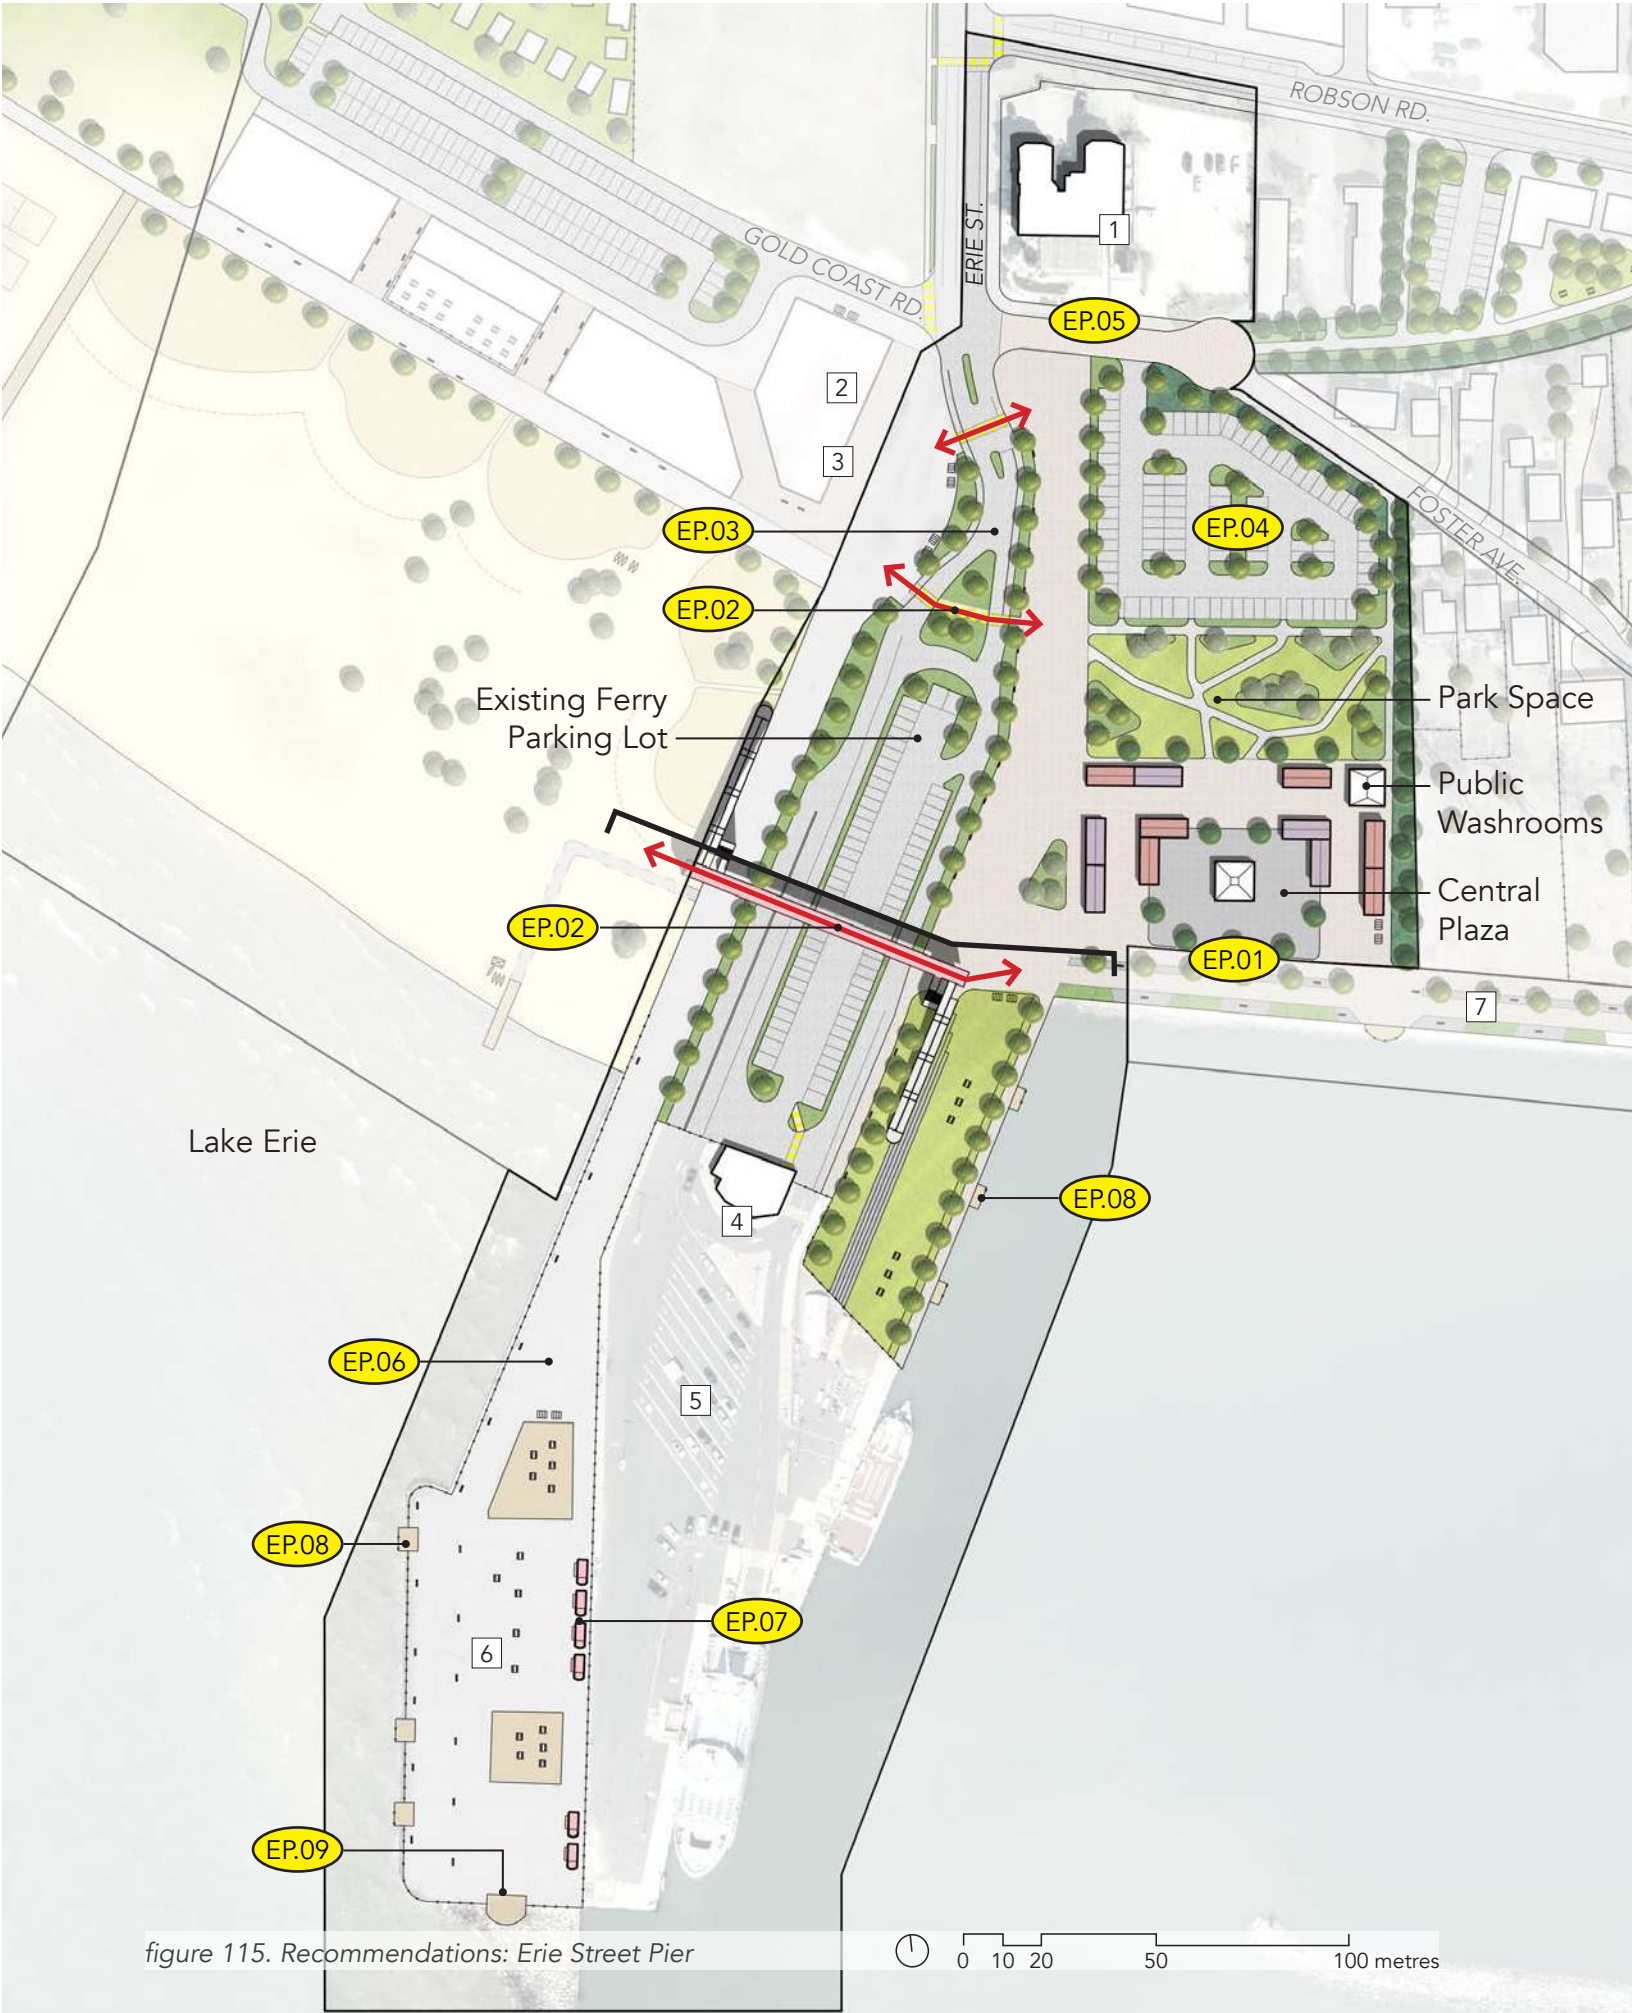 ROBSON RD.
ERIE ST.
1
GOLD COAST RD.
EP.05
2
3
EP.03
EP.04
FOSTER AVE.
EP.02
Existing Ferry
Parking Lot
Park Space
Public
Washrooms
Central
Plaza
EP.02
EP.01
7
Lake Erie
EP.08
4
EP.06
5
EP.08
EP.07
6
EP.09
figure 115. Recommendations: Erie Street Pier
0 10 20 50 100 metres